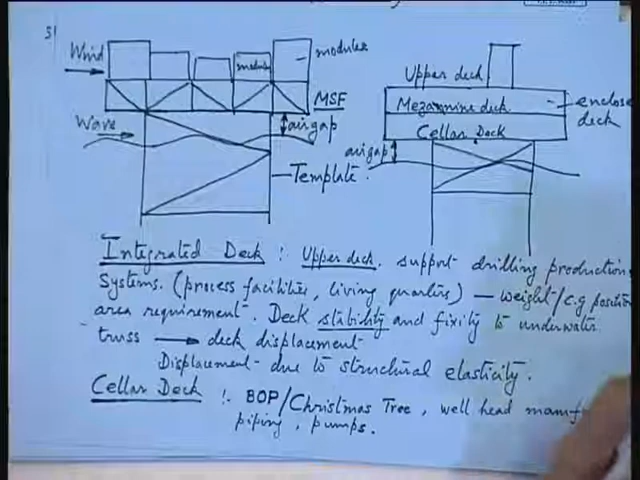 51
Wind
module
modules
MSF
Wave
airgap
Template
Upper deck
Mezannine deck
enclose
deck
Cellar Deck
airgap
Integrated Deck : Upper deck. support drilling production
Systems. (process facilities, living quarters) — weight/c.g position
area requirement. Deck stability and fixity to underwater
truss → deck displacement
Displacement due to structural elasticity.
Cellar Deck : BOP/Christmas Tree, well head manif
piping, pumps.